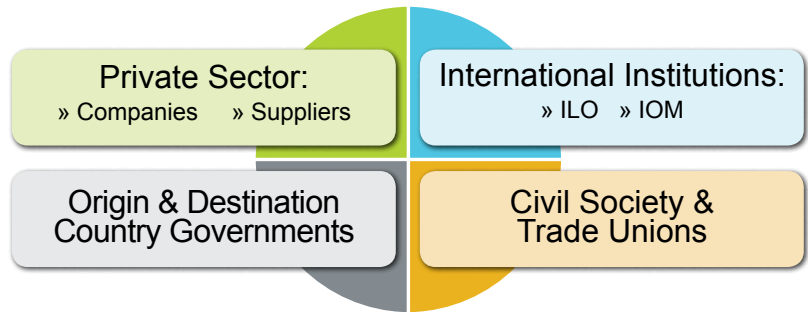 Private Sector:
» Companies » Suppliers
International Institutions:
» ILO » IOM
Origin & Destination
Country Governments
Civil Society &
Trade Unions